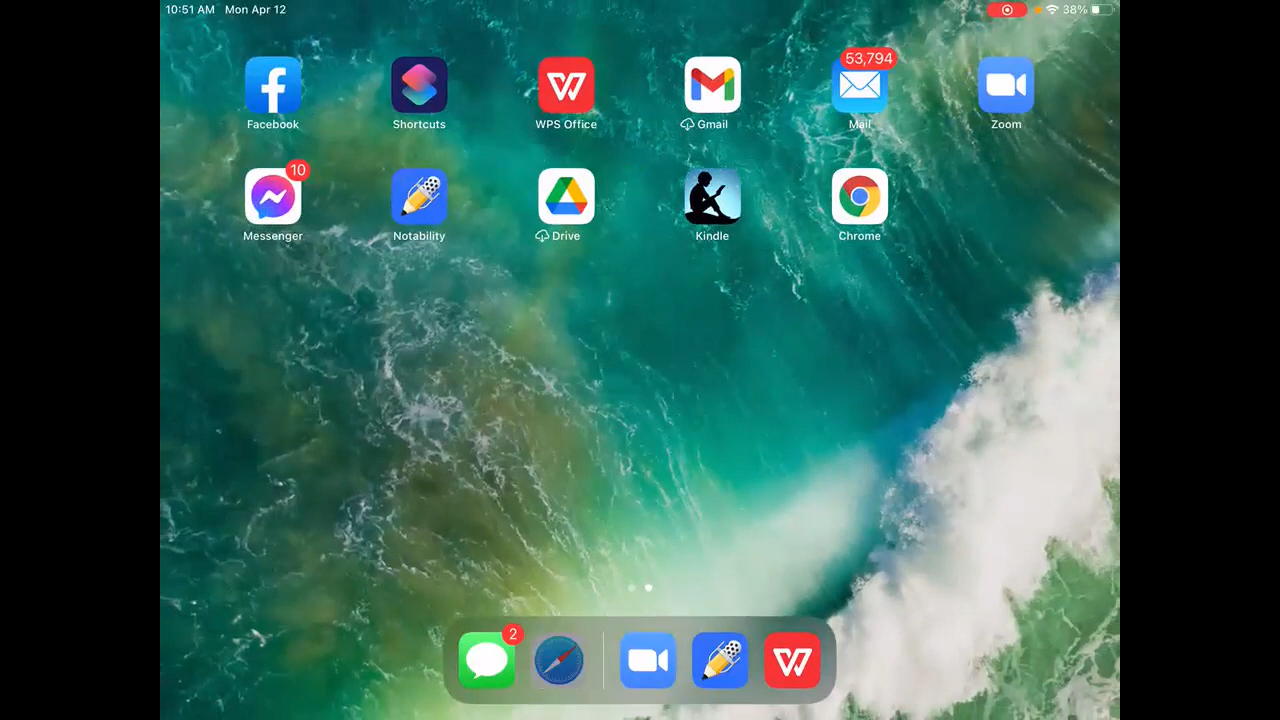 10:51 AM Mon Apr 12
38%
53,794
Facebook
Shortcuts
WPS Office
Gmail
Mail
Zoom
10
Messenger
Notability
Drive
Kindle
Chrome
2